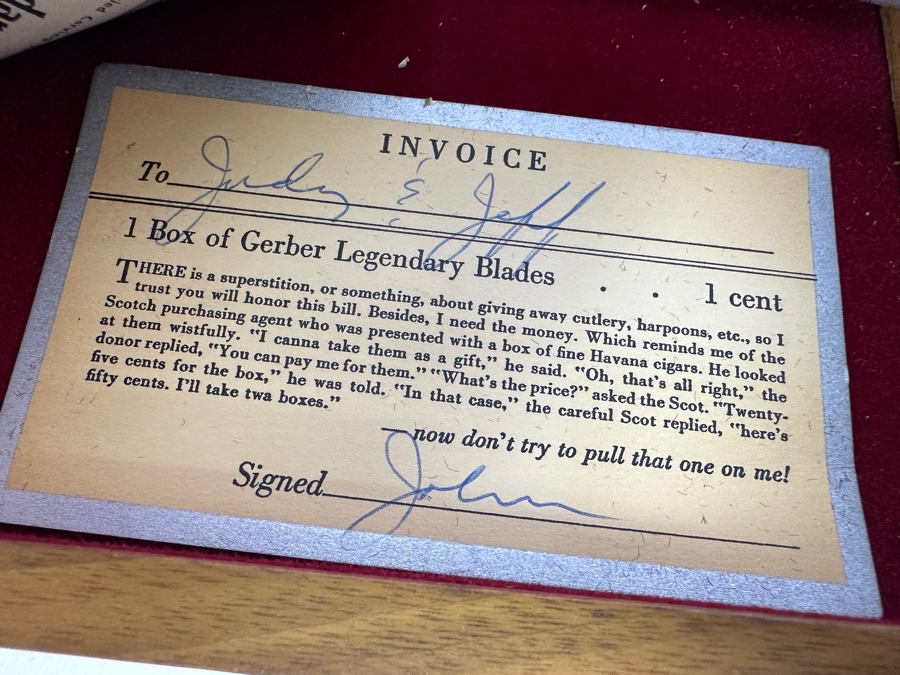 INVOICE
To Judy & Jeff
1 Box of Gerber Legendary Blades . . 1 cent
THERE is a superstition, or something, about giving away cutlery, harpoons, etc., so I
trust you will honor this bill. Besides, I need the money. Which reminds me of the
Scotch purchasing agent who was presented with a box of fine Havana cigars. He looked
at them wistfully. "I canna take them as a gift," he said. "Oh, that's all right," the
donor replied, "You can pay me for them." "What's the price?" asked the Scot. "Twenty-
five cents for the box," he was told. "In that case," the careful Scot replied, "here's
fifty cents. I'll take twa boxes."
—now don't try to pull that one on me!
Signed John